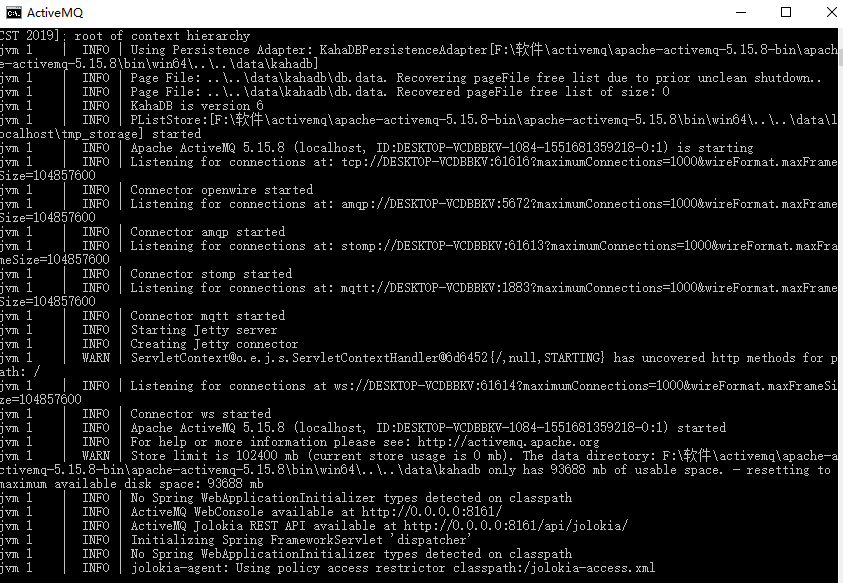 ActiveMQ
CST 2019]; root of context hierarchy
jvm 1    | INFO | Using Persistence Adapter: KahaDBPersistenceAdapter[F:\软件\activemq\apache-activemq-5.15.8-bin\apach
e-activemq-5.15.8\bin\win64\..\..\data\kahadb]
jvm 1    | INFO | Page File: ..\..\data\kahadb\db.data. Recovering pageFile free list due to prior unclean shutdown..
jvm 1    | INFO | Page File: ..\..\data\kahadb\db.data. Recovered pageFile free list of size: 0
jvm 1    | INFO | KahaDB is version 6
jvm 1    | INFO | PListStore:[F:\软件\activemq\apache-activemq-5.15.8-bin\apache-activemq-5.15.8\bin\win64\..\..\data\l
ocalhost\tmp_storage] started
jvm 1    | INFO | Apache ActiveMQ 5.15.8 (localhost, ID:DESKTOP-VCDBBKV-1084-1551681359218-0:1) is starting
jvm 1    | INFO | Listening for connections at: tcp://DESKTOP-VCDBBKV:61616?maximumConnections=1000&wireFormat.maxFrame
Size=104857600
jvm 1    | INFO | Connector openwire started
jvm 1    | INFO | Listening for connections at: amqp://DESKTOP-VCDBBKV:5672?maximumConnections=1000&wireFormat.maxFrame
Size=104857600
jvm 1    | INFO | Connector amqp started
jvm 1    | INFO | Listening for connections at: stomp://DESKTOP-VCDBBKV:61613?maximumConnections=1000&wireFormat.maxFra
meSize=104857600
jvm 1    | INFO | Connector stomp started
jvm 1    | INFO | Listening for connections at: mqtt://DESKTOP-VCDBBKV:1883?maximumConnections=1000&wireFormat.maxFrame
Size=104857600
jvm 1    | INFO | Connector mqtt started
jvm 1    | INFO | Starting Jetty server
jvm 1    | INFO | Creating Jetty connector
jvm 1    | WARN | ServletContext@o.e.j.s.ServletContextHandler@6d6452{/,null,STARTING} has uncovered http methods for p
ath: /
jvm 1    | INFO | Listening for connections at ws://DESKTOP-VCDBBKV:61614?maximumConnections=1000&wireFormat.maxFrameSi
ze=104857600
jvm 1    | INFO | Connector ws started
jvm 1    | INFO | Apache ActiveMQ 5.15.8 (localhost, ID:DESKTOP-VCDBBKV-1084-1551681359218-0:1) started
jvm 1    | INFO | For help or more information please see: http://activemq.apache.org
jvm 1    | WARN | Store limit is 102400 mb (current store usage is 0 mb). The data directory: F:\软件\activemq\apache-a
ctivemq-5.15.8-bin\apache-activemq-5.15.8\bin\win64\..\..\data\kahadb only has 93688 mb of usable space. - resetting to
maximum available disk space: 93688 mb
jvm 1    | INFO | No Spring WebApplicationInitializer types detected on classpath
jvm 1    | INFO | ActiveMQ WebConsole available at http://0.0.0.0:8161/
jvm 1    | INFO | ActiveMQ Jolokia REST API available at http://0.0.0.0:8161/api/jolokia/
jvm 1    | INFO | Initializing Spring FrameworkServlet 'dispatcher'
jvm 1    | INFO | No Spring WebApplicationInitializer types detected on classpath
jvm 1    | INFO | jolokia-agent: Using policy access restrictor classpath:/jolokia-access.xml